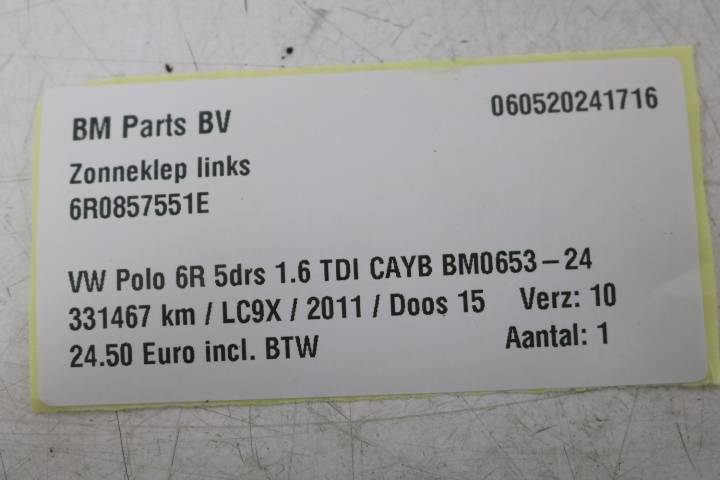 BM Parts BV 060520241716
Zonneklep links
6R0857551E
VW Polo 6R 5drs 1.6 TDI CAYB BM0653-24
331467 km / LC9X / 2011 / Doos 15 Verz: 10
24.50 Euro incl. BTW Aantal: 1